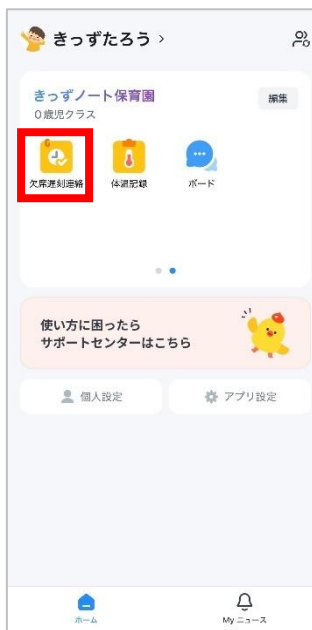 きっずたろう
きっずノート保育園
編集
0歳児クラス
欠席遅刻連絡
体温記録
ボード
使い方に困ったら
サポートセンターはこちら
個人設定
アプリ設定
ホーム
My ニュース